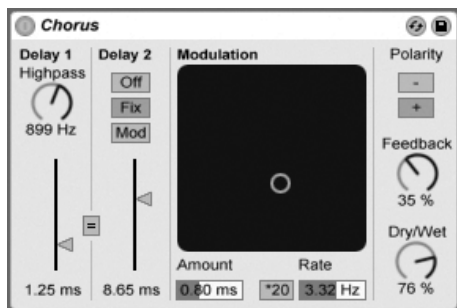 Chorus
Delay 1
Highpass
899 Hz
=
1.25 ms
Delay 2
Off
Fix
Mod
8.65 ms
Modulation
Amount
0.80 ms
*20
Rate
3.32 Hz
Polarity
-
+
Feedback
35 %
Dry/Wet
76 %